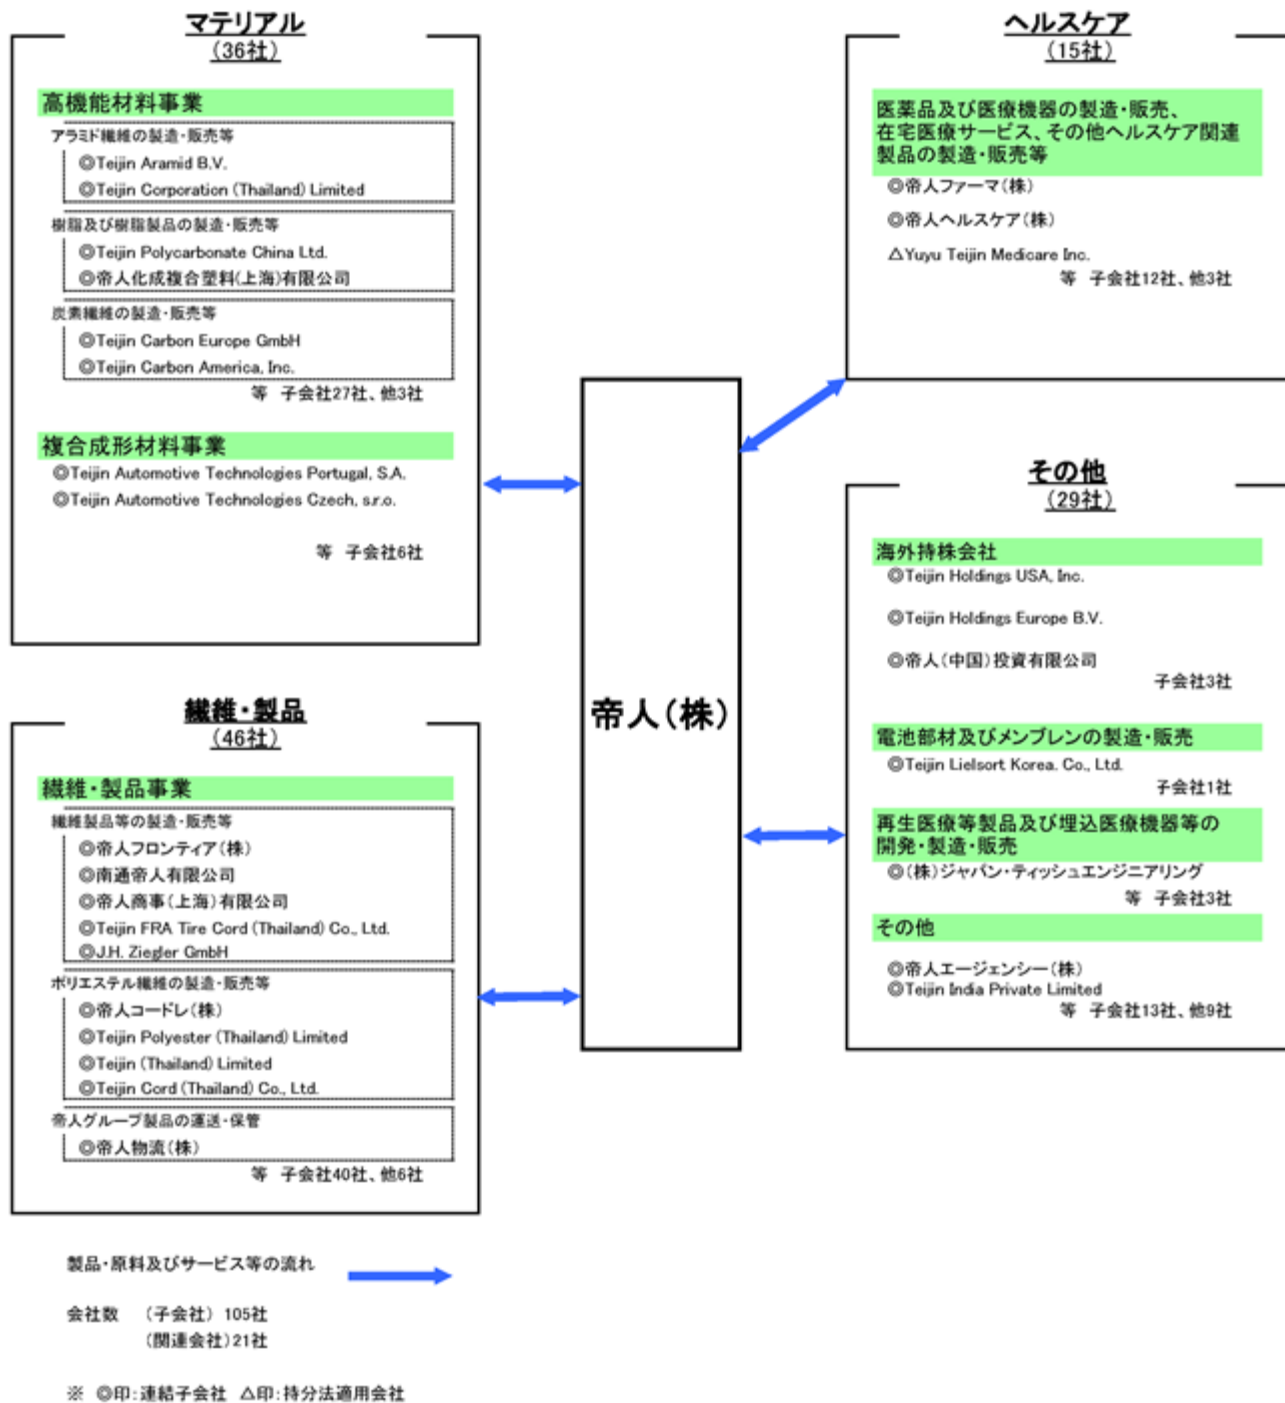 マテリアル
(36社)
高機能材料事業
アラミド繊維の製造・販売等
◎Teijin Aramid B.V.
◎Teijin Corporation (Thailand) Limited
樹脂及び樹脂製品の製造・販売等
◎Teijin Polycarbonate China Ltd.
◎帝人化成複合塑料(上海)有限公司
炭素繊維の製造・販売等
◎Teijin Carbon Europe GmbH
◎Teijin Carbon America, Inc.
等 子会社27社、他3社
複合成形材料事業
◎Teijin Automotive Technologies Portugal, S.A.
◎Teijin Automotive Technologies Czech, s.r.o.
等 子会社6社
繊維・製品
(46社)
繊維・製品事業
繊維製品等の製造・販売等
◎帝人フロンティア(株)
◎南通帝人有限公司
◎帝人商事(上海)有限公司
◎Teijin FRA Tire Cord (Thailand) Co., Ltd.
◎J.H. Ziegler GmbH
ポリエステル繊維の製造・販売等
◎帝人コードレ(株)
◎Teijin Polyester (Thailand) Limited
◎Teijin (Thailand) Limited
◎Teijin Cord (Thailand) Co., Ltd.
帝人グループ製品の運送・保管
◎帝人物流(株)
等 子会社40社、他6社
帝人(株)
ヘルスケア
(15社)
医薬品及び医療機器の製造・販売、
在宅医療サービス、その他ヘルスケア関連
製品の製造・販売等
◎帝人ファーマ(株)
◎帝人ヘルスケア(株)
△Yuyu Teijin Medicare Inc.
等 子会社12社、他3社
その他
(29社)
海外持株会社
◎Teijin Holdings USA, Inc.
◎Teijin Holdings Europe B.V.
◎帝人(中国)投資有限公司
子会社3社
電池部材及びメンブレンの製造・販売
◎Teijin Lielsort Korea. Co., Ltd.
子会社1社
再生医療等製品及び埋込医療機器等の
開発・製造・販売
◎(株)ジャパン・ティッシュエンジニアリング
等 子会社3社
その他
◎帝人エージェンシー(株)
◎Teijin India Private Limited
等 子会社13社、他9社
製品・原料及びサービス等の流れ
会社数 (子会社) 105社
(関連会社)21社
※ ◎印:連結子会社 △印:持分法適用会社